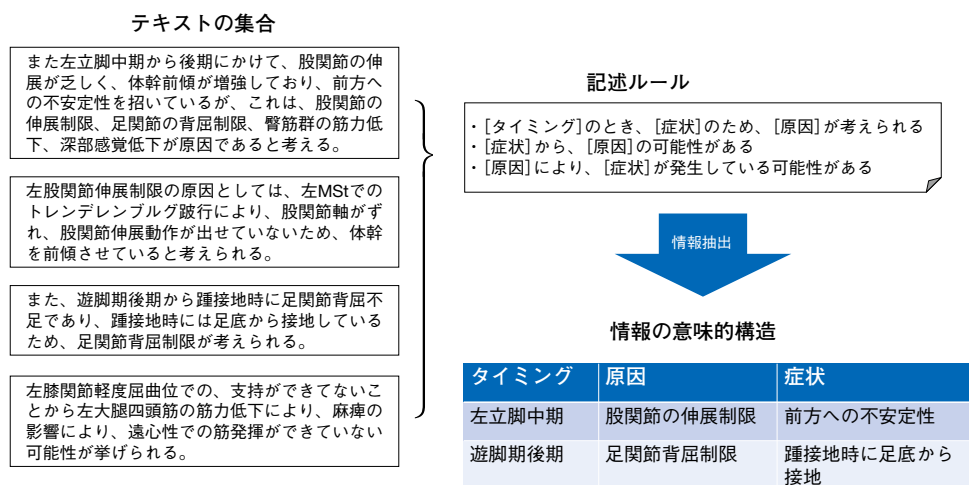 テキストの集合
また左立脚中期から後期にかけて、股関節の伸
展が乏しく、体幹前傾が増強しており、前方へ
の不安定性を招いているが、これは、股関節の
伸展制限、足関節の背屈制限、臀筋群の筋力低
下、深部感覚低下が原因であると考える。
左股関節伸展制限の原因としては、左MStでの
トレンデレンブルグ跛行により、股関節軸がず
れ、股関節伸展動作が出せていないため、体幹
を前傾させていると考えられる。
また、遊脚期後期から踵接地時に足関節背屈不
足であり、踵接地時には足底から接地している
ため、足関節背屈制限が考えられる。
左膝関節軽度屈曲位での、支持ができてないこ
とから左大腿四頭筋の筋力低下により、麻痺の
影響により、遠心性での筋発揮ができていない
可能性が挙げられる。
記述ルール
・[タイミング]のとき、[症状]のため、[原因]が考えられる
・[症状]から、[原因]の可能性がある
・[原因]により、[症状]が発生している可能性がある
情報抽出
情報の意味的構造
タイミング 原因 症状
左立脚中期 股関節の伸展制限 前方への不安定性
遊脚期後期 足関節背屈制限 踵接地時に足底から
接地